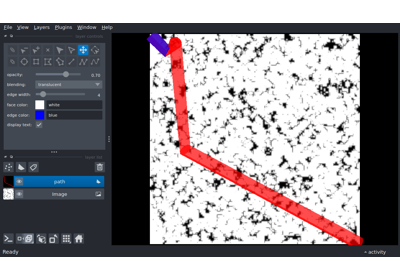 File View Layers Plugins Window Help
opacity: 0.70
blending: translucent
edge width:
face color: white
edge color: blue
display text:
path
Image
Ready
activity